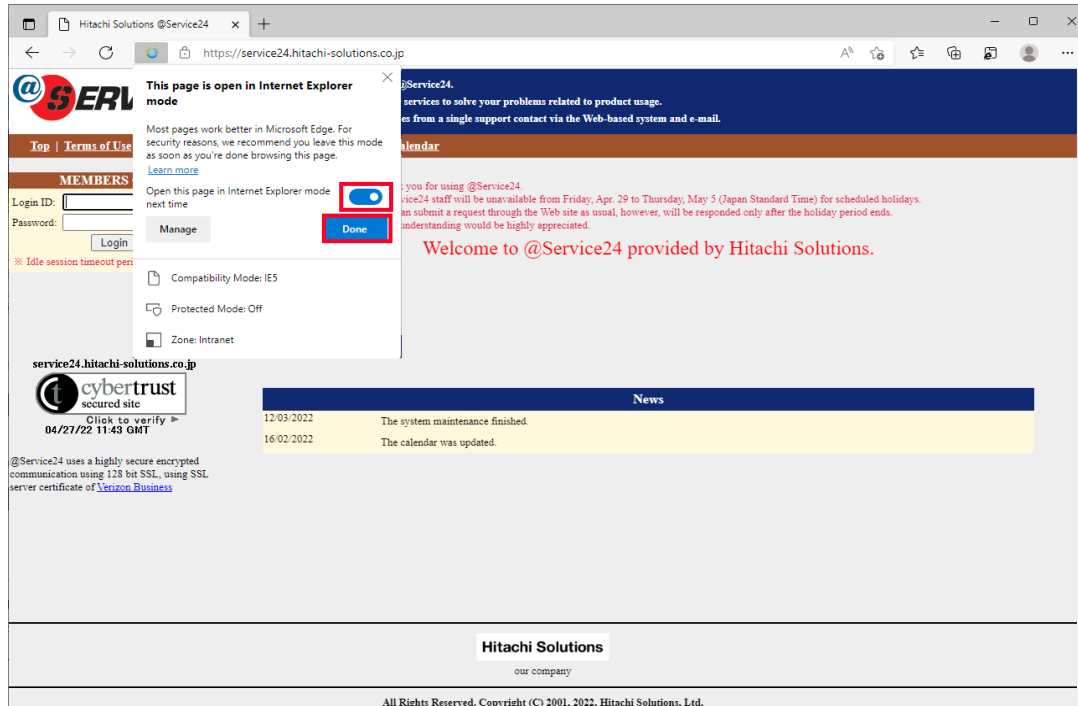 Hitachi Solutions @Service24
https://service24.hitachi-solutions.co.jp
@SERV
@Service24.
services to solve your problems related to product usage.
es from a single support contact via the Web-based system and e-mail.
Top | Terms of Use
alendar
This page is open in Internet Explorer
mode
Most pages work better in Microsoft Edge. For
security reasons, we recommend you leave this mode
as soon as you're done browsing this page.
Learn more
Open this page in Internet Explorer mode
next time
Manage
Done
Compatibility Mode: IE5
Protected Mode: Off
Zone: Intranet
MEMBERS
Login ID:
Password:
Login
※ Idle session timeout peri
you for using @Service24.
vice24 staff will be unavailable from Friday, Apr. 29 to Thursday, May 5 (Japan Standard Time) for scheduled holidays.
an submit a request through the Web site as usual, however, will be responded only after the holiday period ends.
understanding would be highly appreciated.
Welcome to @Service24 provided by Hitachi Solutions.
service24.hitachi-solutions.co.jp
cybertrust
secured site
Click to verify
04/27/22 11:43 GMT
@Service24 uses a highly secure encrypted
communication using 128 bit SSL, using SSL
server certificate of Verizon Business
News
12/03/2022 The system maintenance finished.
16/02/2022 The calendar was updated.
Hitachi Solutions
our company
All Rights Reserved. Copyright (C) 2001, 2022, Hitachi Solutions, Ltd.